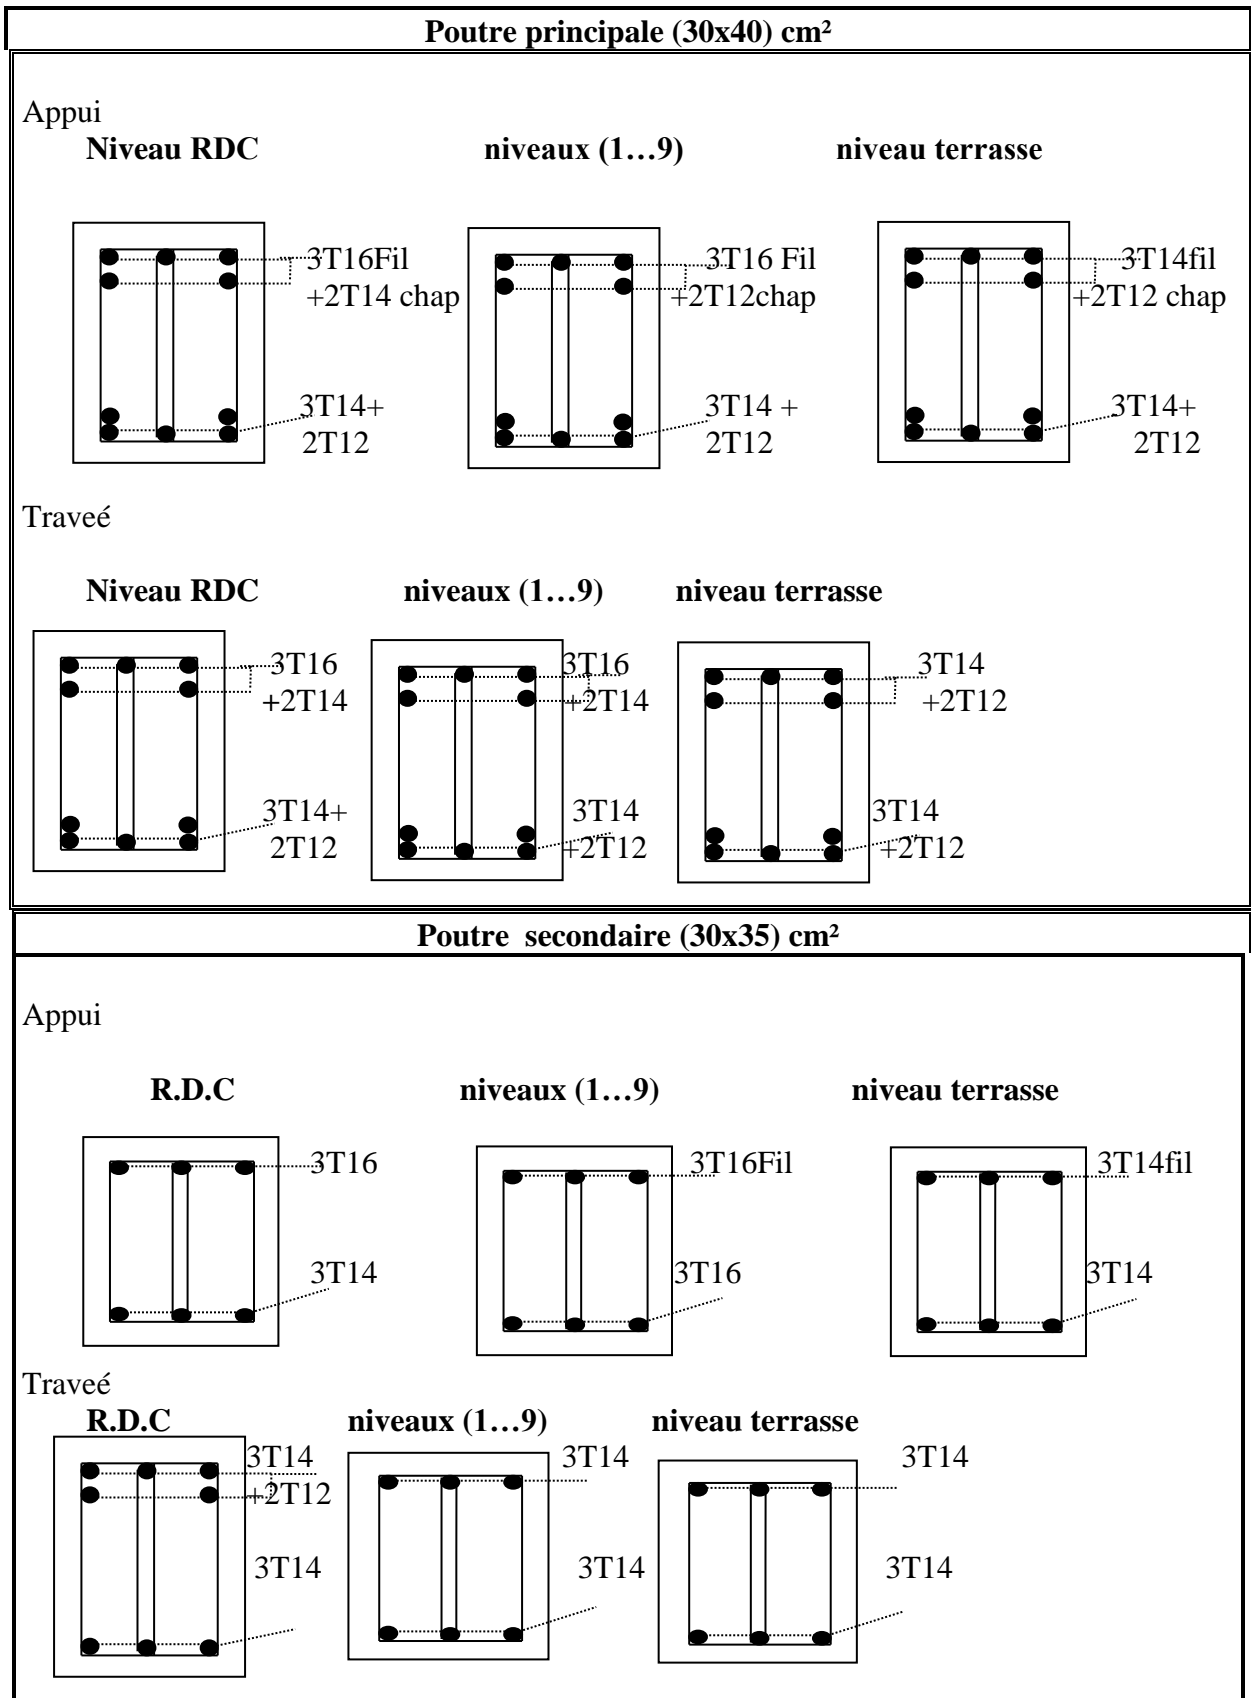 Poutre principale (30x40) cm²
Appui
Niveau RDC niveaux (1…9) niveau terrasse
3T16Fil 3T16 Fil 3T14fil
+2T14 chap +2T12chap +2T12 chap
3T14+ 3T14 + 3T14+
2T12 2T12 2T12
Traveé
Niveau RDC niveaux (1…9) niveau terrasse
3T16 3T16 3T14
+2T14 +2T14 +2T12
3T14+ 3T14 3T14
2T12 +2T12 +2T12
Poutre secondaire (30x35) cm²
Appui
R.D.C niveaux (1…9) niveau terrasse
3T16 3T16Fil 3T14fil
3T14 3T16 3T14
Traveé
R.D.C niveaux (1…9) niveau terrasse
3T14 3T14 3T14
+2T12
3T14 3T14 3T14